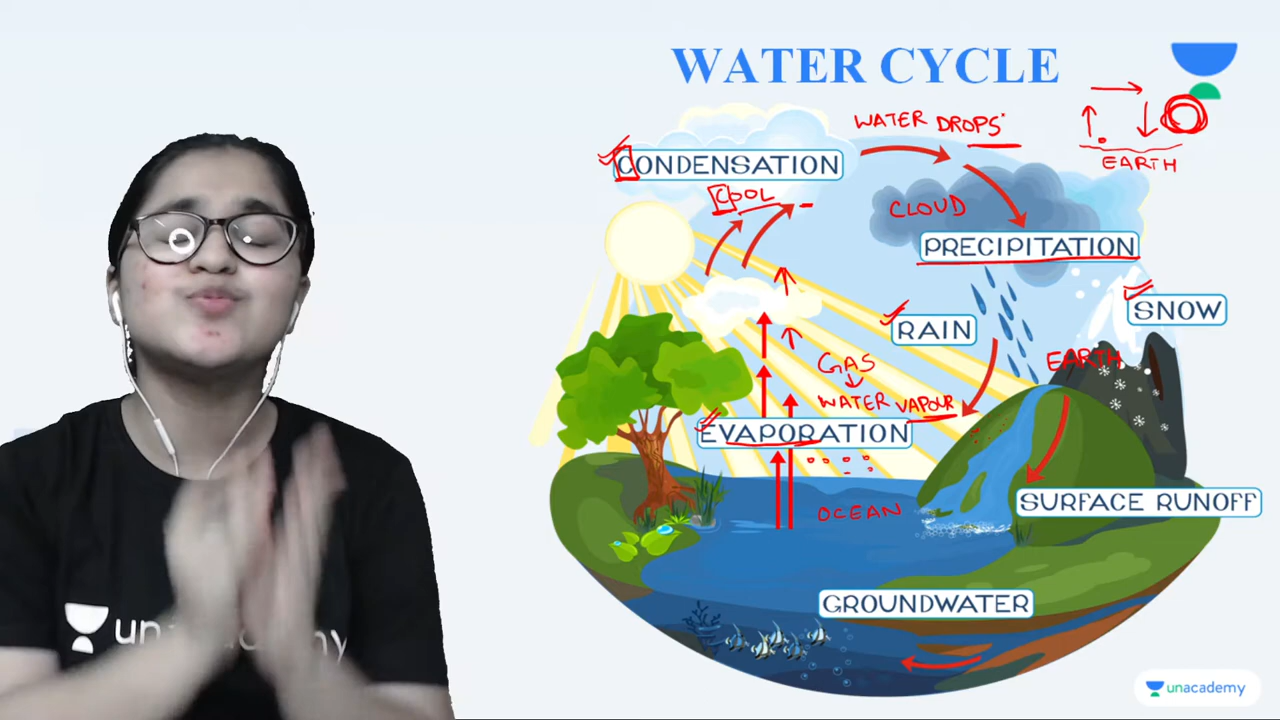 WATER CYCLE
WATER DROPS
EARTH
CONDENSATION
COOL
CLOUD
PRECIPITATION
SNOW
RAIN
EARTH
GAS
WATER VAPOUR
EVAPORATION
OCEAN
SURFACE RUNOFF
GROUNDWATER
unacademy
unacademy